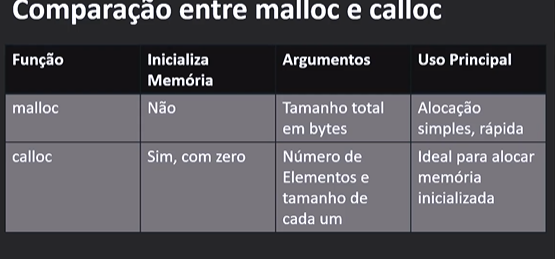 Comparação entre malloc e calloc
Função
Inicializa
Memória
Argumentos
Uso Principal
malloc
Não
Tamanho total
em bytes
Alocação
simples, rápida
calloc
Sim, com zero
Número de
Elementos e
tamanho de
cada um
Ideal para alocar
memória
inicializada